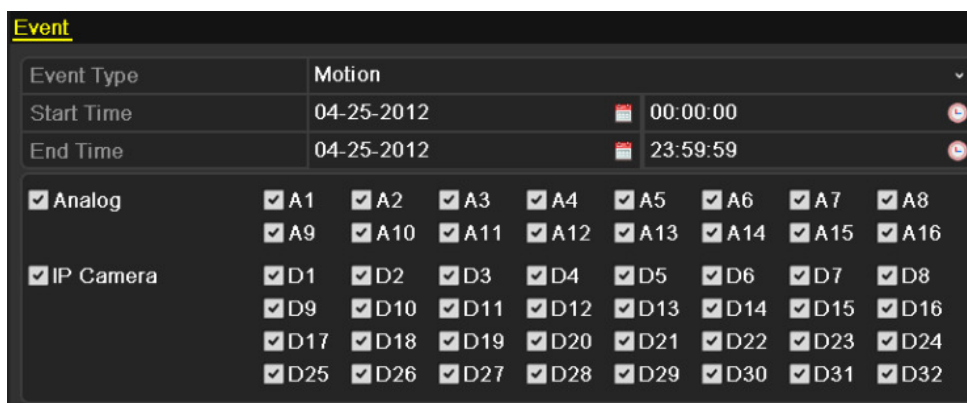 Event
Event Type Motion
Start Time 04-25-2012 00:00:00
End Time 04-25-2012 23:59:59
Analog A1 A2 A3 A4 A5 A6 A7 A8
A9 A10 A11 A12 A13 A14 A15 A16
IP Camera D1 D2 D3 D4 D5 D6 D7 D8
D9 D10 D11 D12 D13 D14 D15 D16
D17 D18 D19 D20 D21 D22 D23 D24
D25 D26 D27 D28 D29 D30 D31 D32